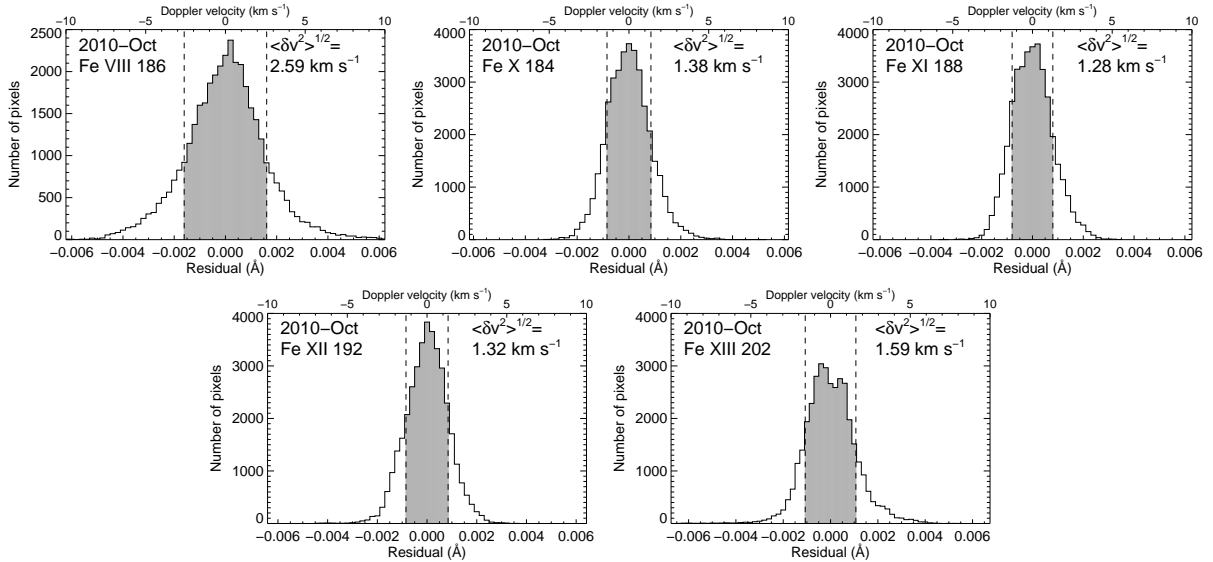 Doppler velocity (km s⁻¹)
−10 −5 0 5 10
2010−Oct
Fe VIII 186
<δv²>¹/²=
2.59 km s⁻¹
Number of pixels
2500
2000
1500
1000
500
0
−0.006 −0.004 −0.002 0.000 0.002 0.004 0.006
Residual (Å)
Doppler velocity (km s⁻¹)
−10 −5 0 5 10
2010−Oct
Fe X 184
<δv²>¹/²=
1.38 km s⁻¹
Number of pixels
4000
3000
2000
1000
0
−0.006 −0.004 −0.002 0.000 0.002 0.004 0.006
Residual (Å)
Doppler velocity (km s⁻¹)
−10 −5 0 5 10
2010−Oct
Fe XI 188
<δv²>¹/²=
1.28 km s⁻¹
Number of pixels
4000
3000
2000
1000
0
−0.006 −0.004 −0.002 0.000 0.002 0.004 0.006
Residual (Å)
Doppler velocity (km s⁻¹)
−10 −5 0 5 10
2010−Oct
Fe XII 192
<δv²>¹/²=
1.32 km s⁻¹
Number of pixels
4000
3000
2000
1000
0
−0.006 −0.004 −0.002 0.000 0.002 0.004 0.006
Residual (Å)
Doppler velocity (km s⁻¹)
−10 −5 0 5 10
2010−Oct
Fe XIII 202
<δv²>¹/²=
1.59 km s⁻¹
Number of pixels
4000
3000
2000
1000
0
−0.006 −0.004 −0.002 0.000 0.002 0.004 0.006
Residual (Å)